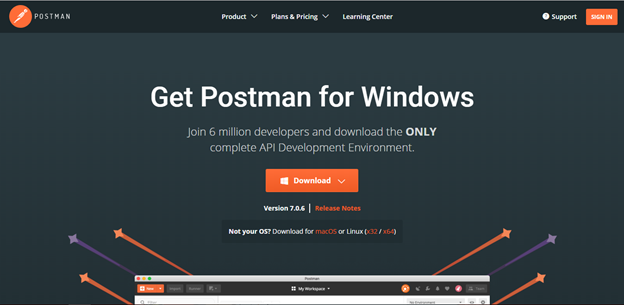 POSTMAN
Product Plans & Pricing Learning Center
Support
SIGN IN
Get Postman for Windows
Join 6 million developers and download the ONLY
complete API Development Environment.
Download
Version 7.0.6 | Release Notes
Not your OS? Download for macOS or Linux (x32 / x64)
Postman
New Import Runner My Workspace Team
Filter No Environment